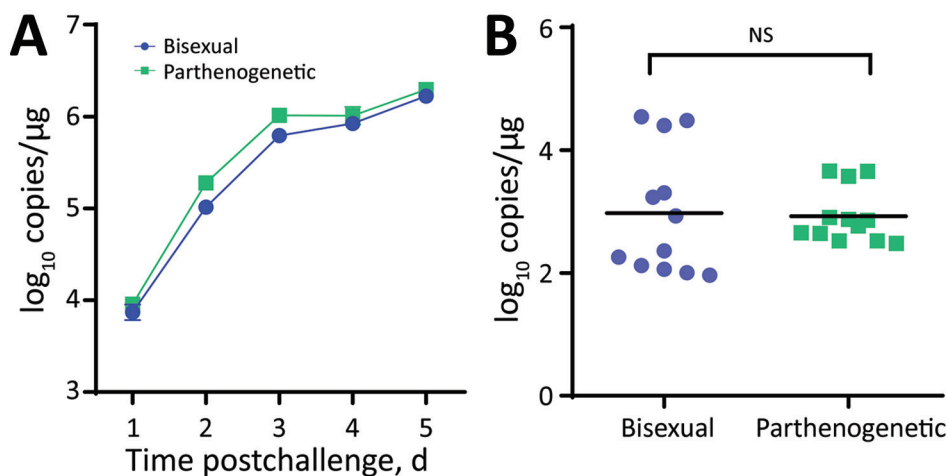 A
log10 copies/µg
7
6
5
4
3
Bisexual
Parthenogenetic
1 2 3 4 5
Time postchallenge, d
B
log10 copies/µg
6
4
2
0
NS
Bisexual Parthenogenetic